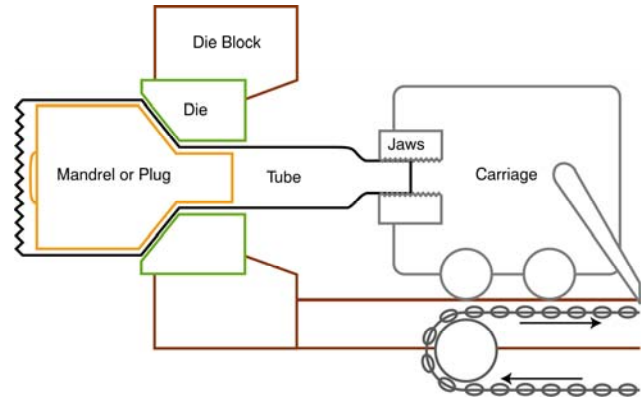 Die Block
Die
Jaws
Mandrel or Plug
Tube
Carriage